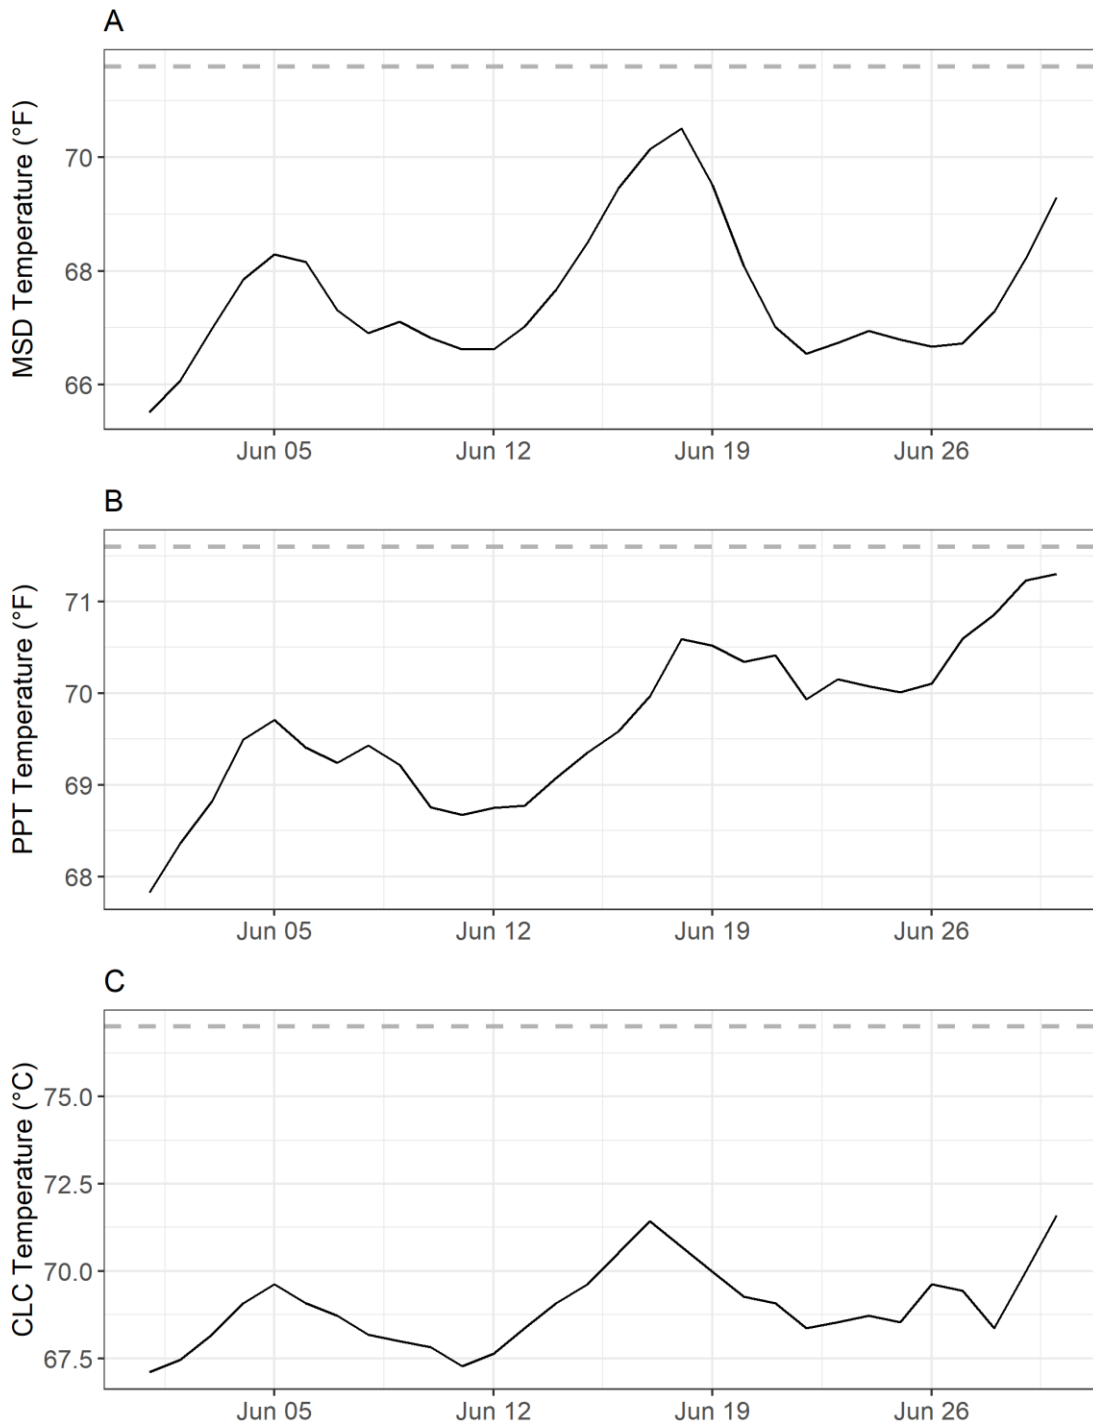 A
MSD Temperature (°F)
70
68
66
Jun 05 Jun 12 Jun 19 Jun 26
B
PPT Temperature (°F)
71
70
69
68
Jun 05 Jun 12 Jun 19 Jun 26
C
CLC Temperature (°C)
75.0
72.5
70.0
67.5
Jun 05 Jun 12 Jun 19 Jun 26